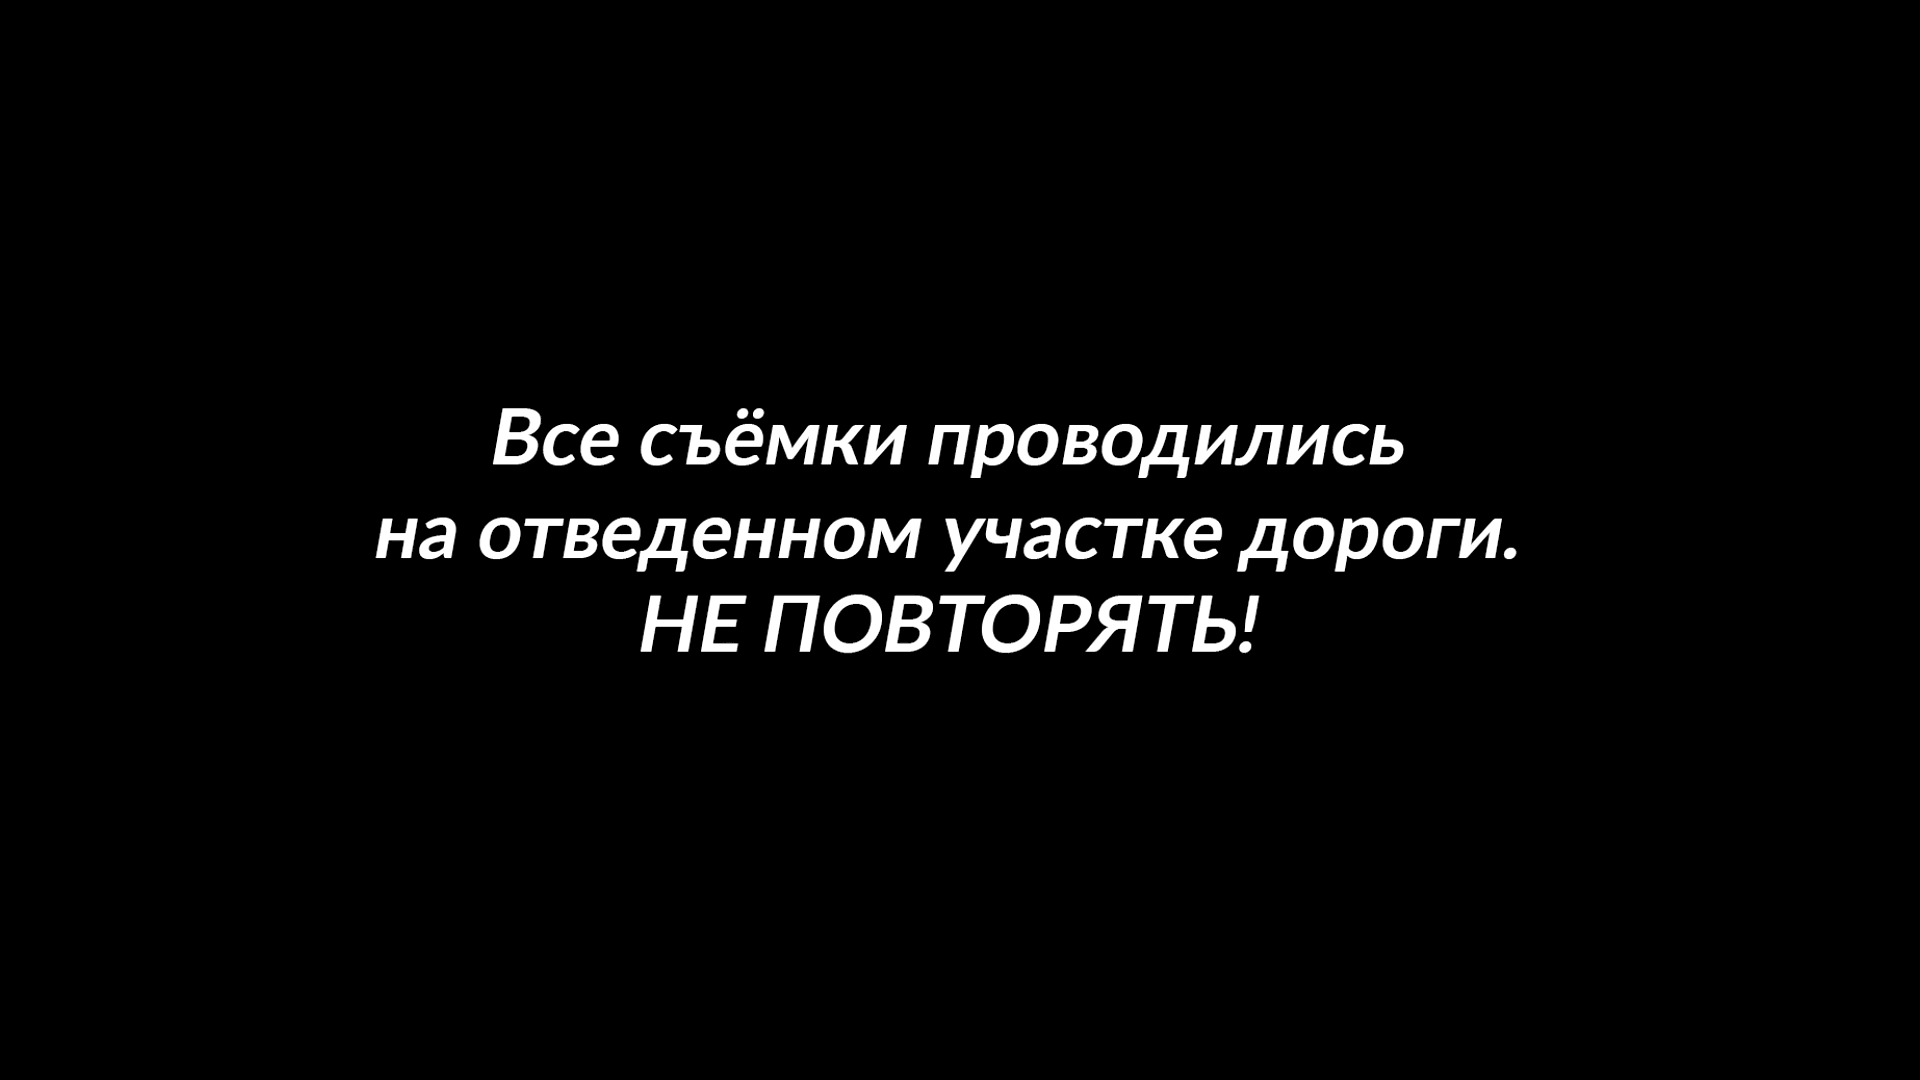 Все съёмки проводились
на отведенном участке дороги.
НЕ ПОВТОРЯТЬ!